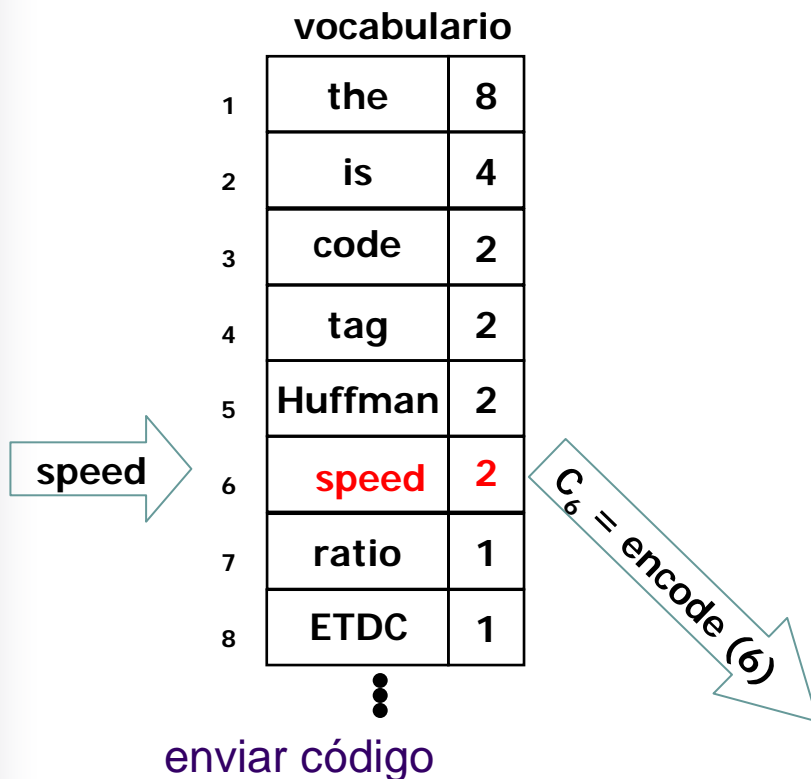 vocabulario
1 the 8
2 is 4
3 code 2
4 tag 2
5 Huffman 2
speed 6 speed 2
C6 = encode (6)
7 ratio 1
8 ETDC 1
enviar código